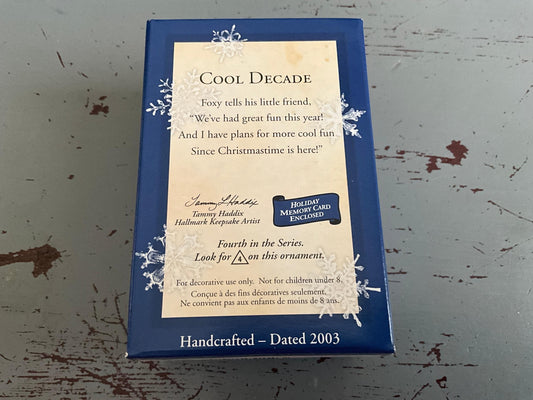 COOL DECADE
Foxy tells his little friend,
"We've had great fun this year!
And I have plans for more cool fun
Since Christmastime is here!"
Tammy L Haddix
Tammy Haddix
Hallmark Keepsake Artist
HOLIDAY
MEMORY CARD
ENCLOSED
Fourth in the Series.
Look for 4 on this ornament.
For decorative use only. Not for children under 8.
Conçue à des fins décoratives seulement.
Ne convient pas aux enfants de moins de 8 ans.
Handcrafted – Dated 2003